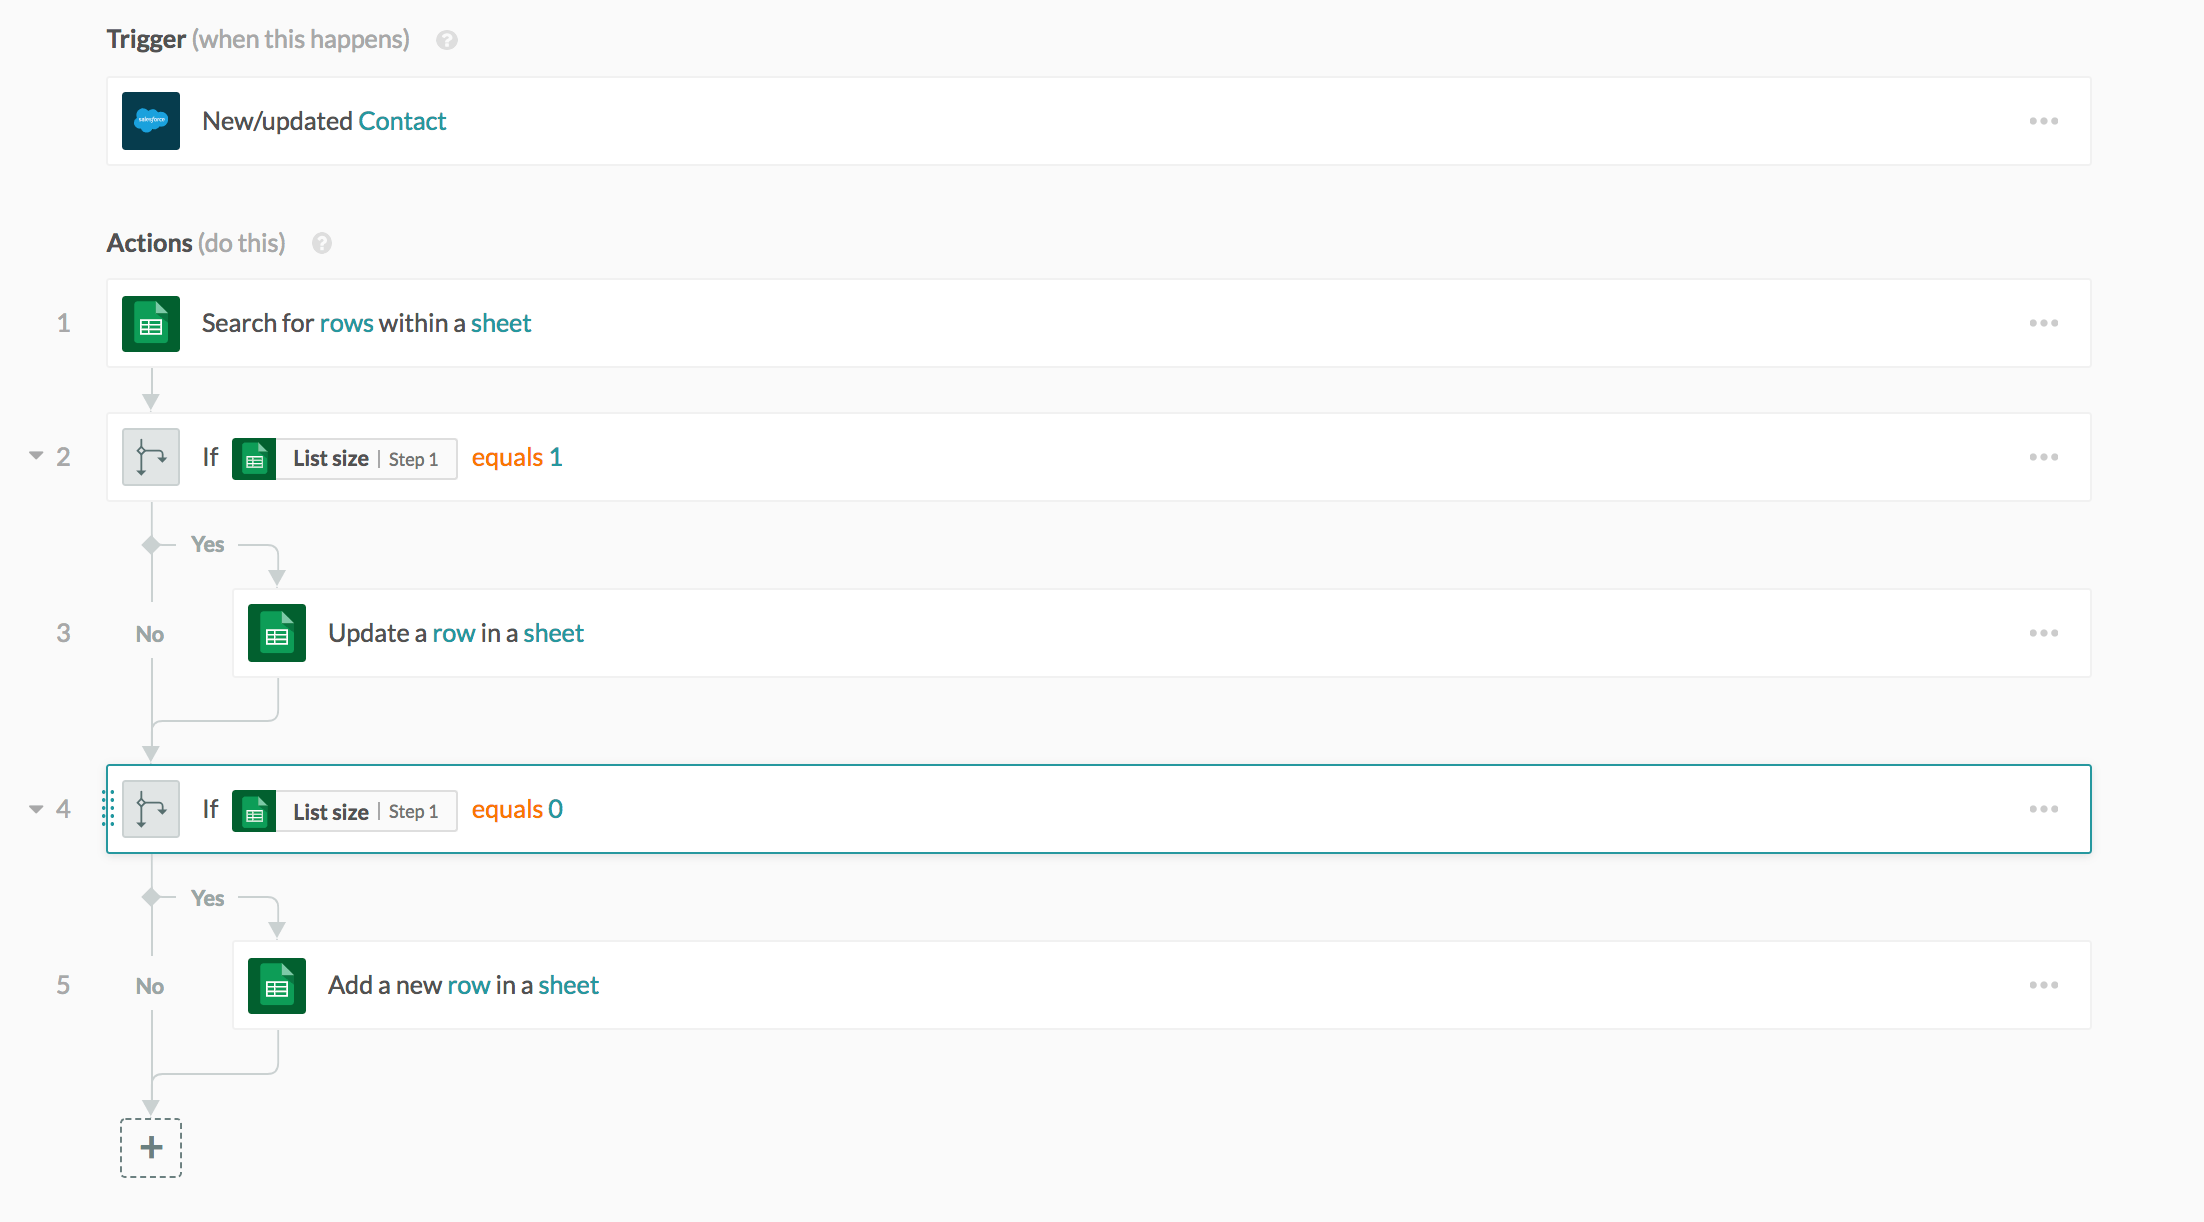 Trigger (when this happens) ?
salesforce
New/updated Contact
Actions (do this) ?
1 Search for rows within a sheet
2 If List size | Step 1 equals 1
Yes
3 No Update a row in a sheet
4 If List size | Step 1 equals 0
Yes
5 No Add a new row in a sheet
+